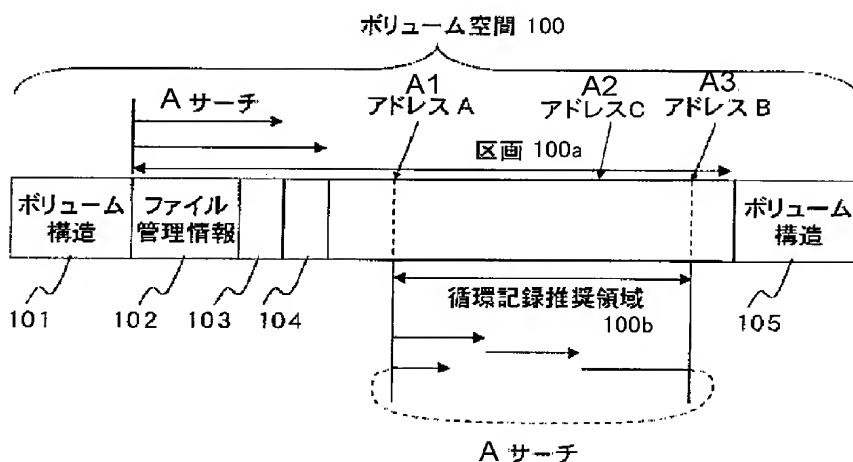 ボリューム空間 100
A サーチ
A1
アドレス A
A2
アドレスC
A3
アドレス B
区画 100a
ボリューム
構造
ファイル
管理情報
ボリューム
構造
101
102
103
104
循環記録推奨領域
100b
105
A サーチ